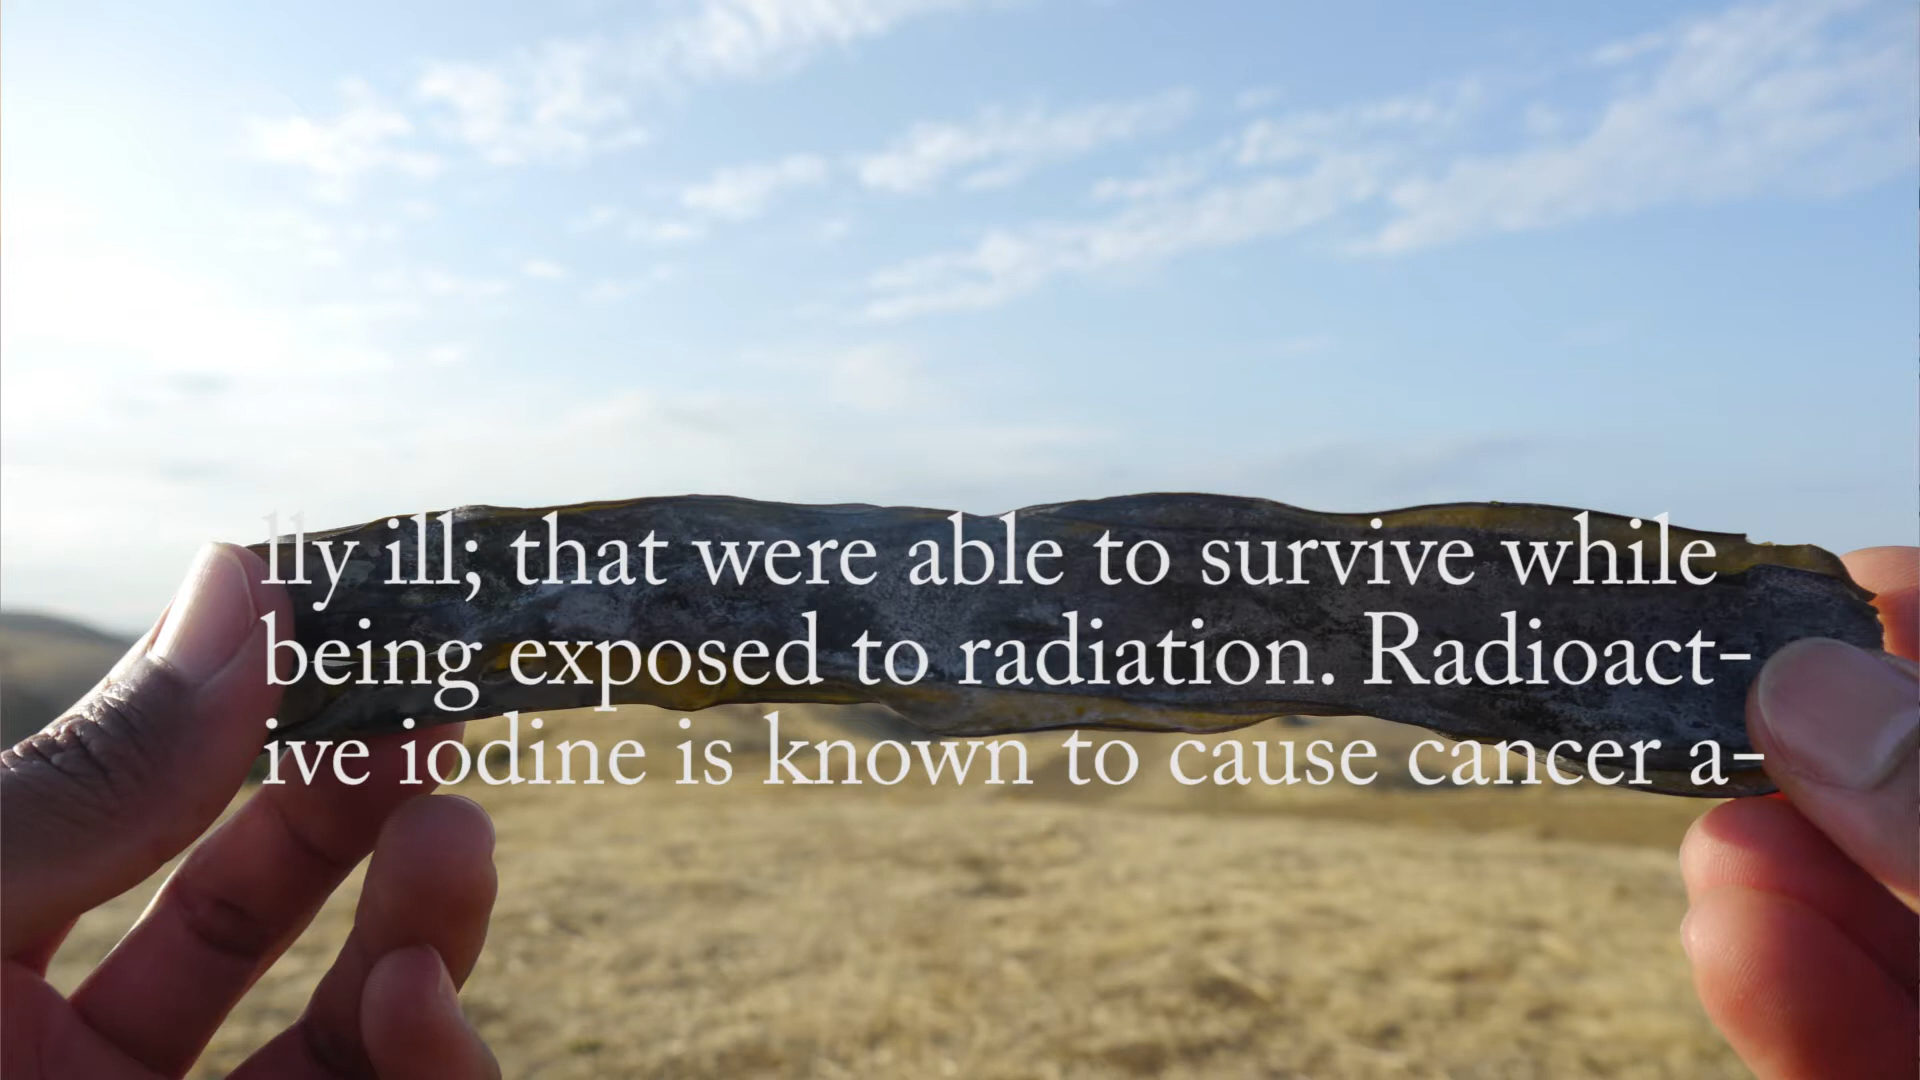 lly ill; that were able to survive while
being exposed to radiation. Radioact-
ive iodine is known to cause cancer a-